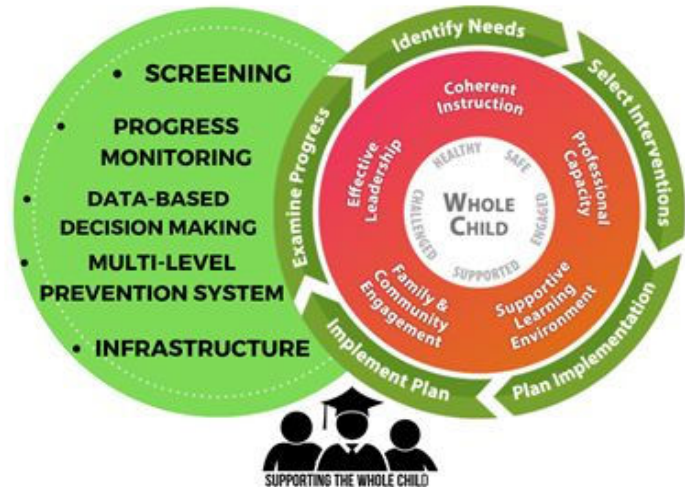 • SCREENING
• PROGRESS
MONITORING
• DATA-BASED
DECISION MAKING
• MULTI-LEVEL
PREVENTION SYSTEM
• INFRASTRUCTURE
Identify Needs
Select Interventions
Plan Implementation
Implement Plan
Examine Progress
Coherent
Instruction
Professional
Capacity
Supportive
Learning
Environment
Family &
Community
Engagement
Effective
Leadership
HEALTHY
SAFE
ENGAGED
SUPPORTED
CHALLENGED
WHOLE
CHILD
SUPPORTING THE WHOLE CHILD